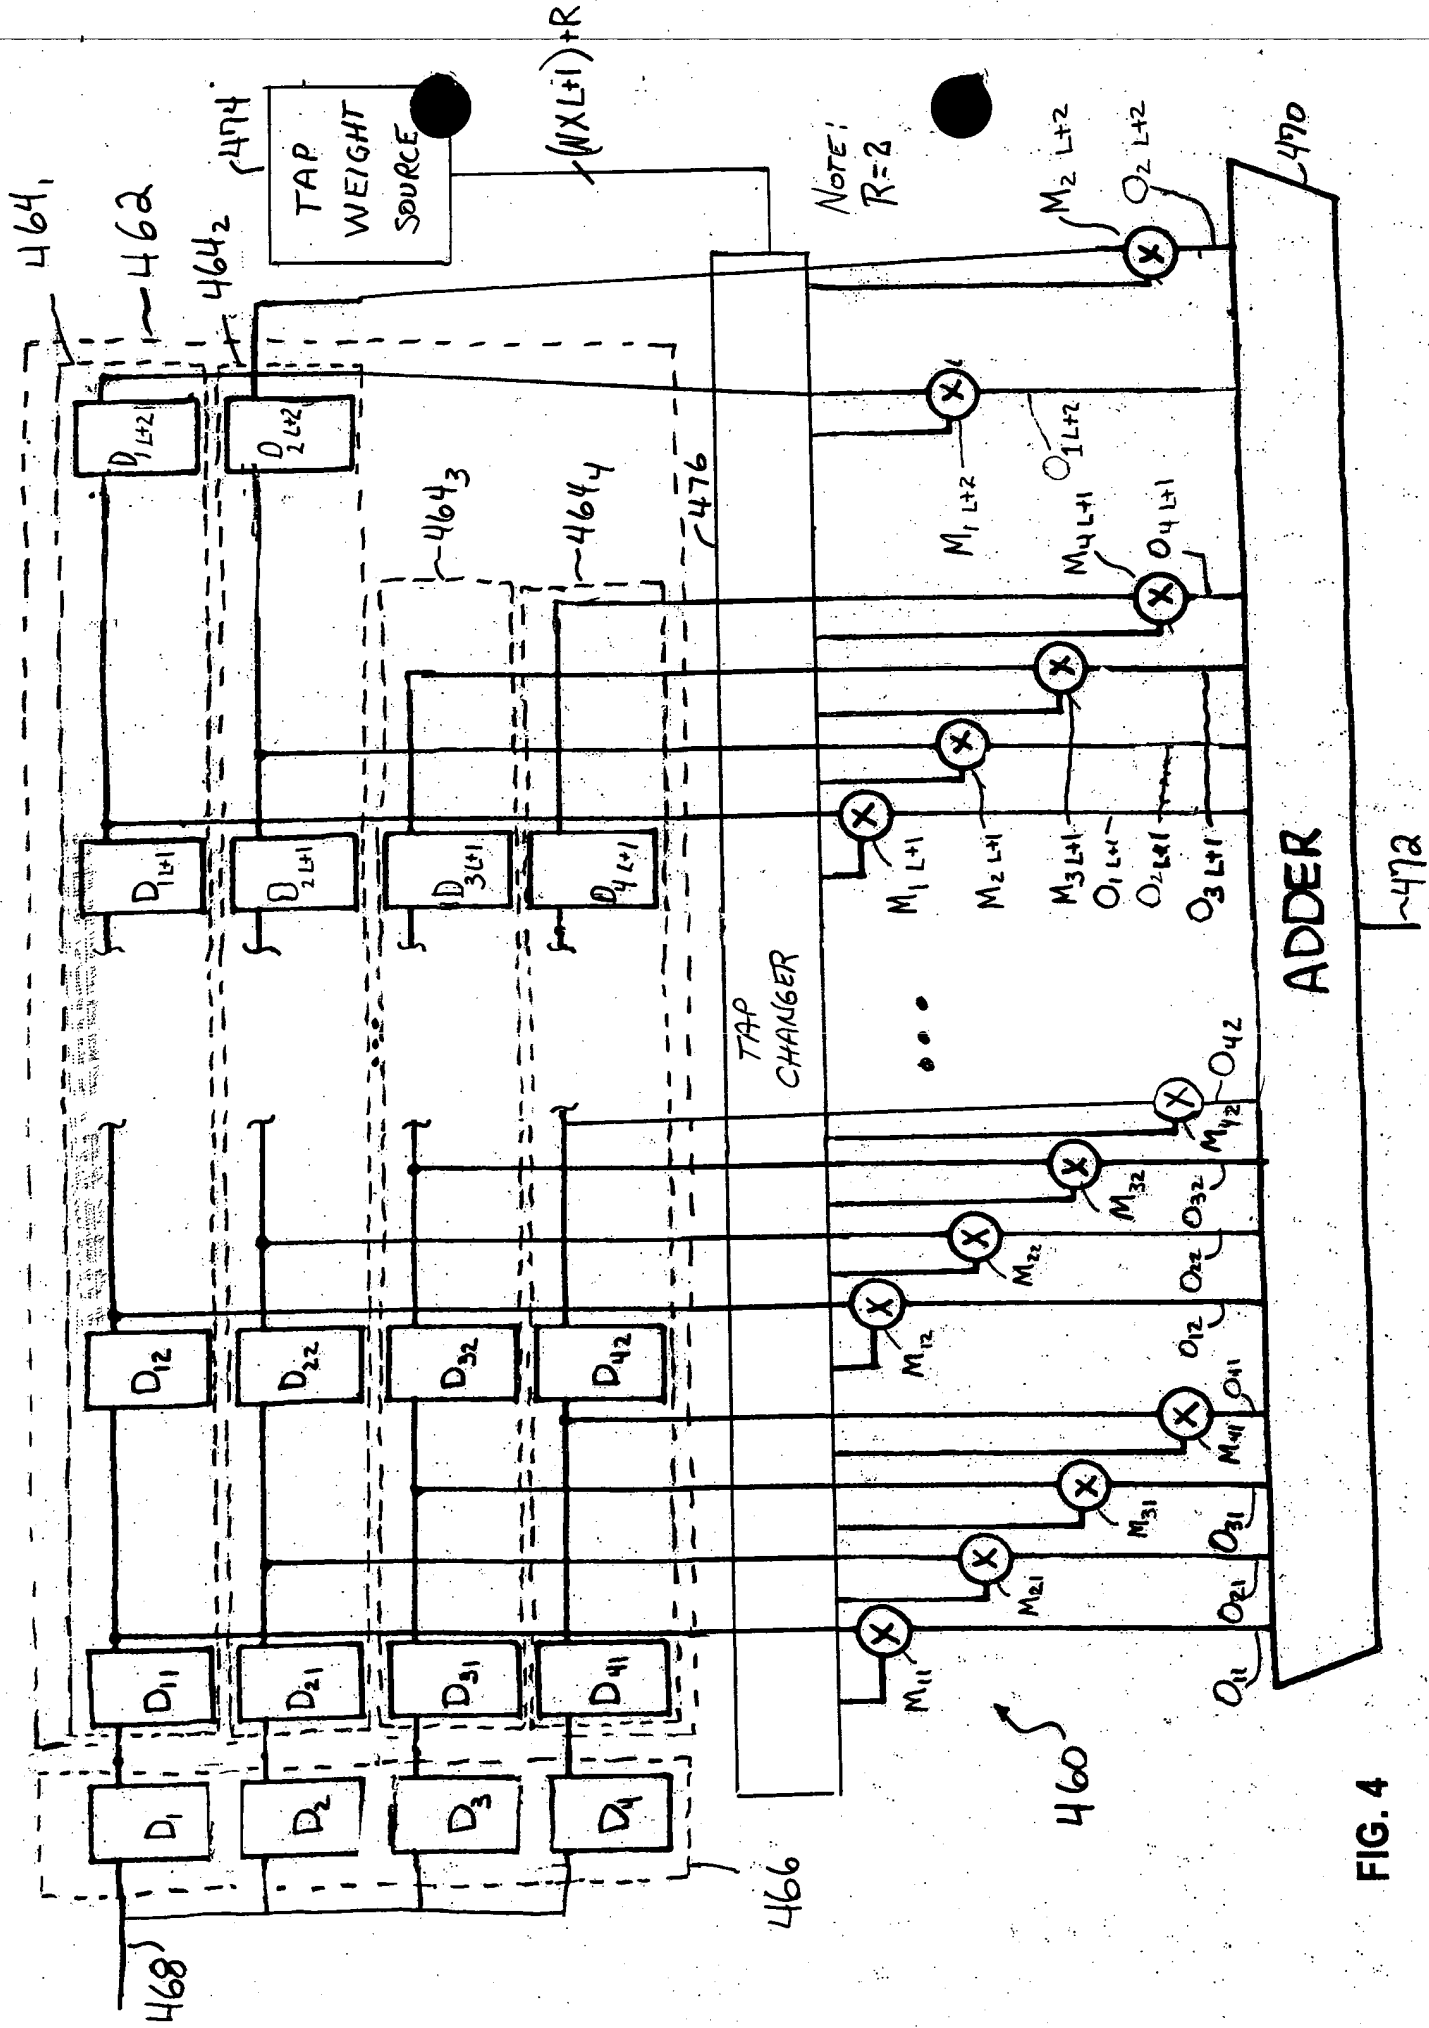 468
466
D1
D2
D3
D4
464₁
462
464₂
464₃
464₄
D11
D21
D31
D41
D12
D22
D32
D42
D1 L+1
D2 L+1
D3 L+1
D4 L+1
D1 L+2
D2 L+2
474
TAP
WEIGHT
SOURCE
(NXL+1)+R
476
TAP
CHANGER
NOTE:
R=2
M11
M21
M31
M41
M12
M22
M32
M42
M1 L+1
M2 L+1
M3 L+1
M4 L+1
M1 L+2
M2 L+2
X
X
X
X
X
X
X
X
X
X
X
X
X
X
O11
O21
O31
O41
O12
O22
O32
O42
O1 L+1
O2 L+1
O3 L+1
O4 L+1
O1 L+2
O2 L+2
460
470
ADDER
472
FIG. 4